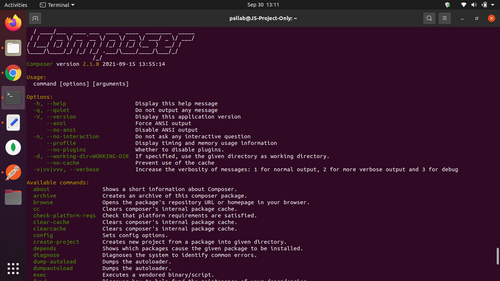 Activities
Terminal
Sep 30 13:11
pallab@JS-Project-Only: ~
Composer version 2.1.8 2021-09-15 13:55:14
Usage:
command [options] [arguments]
Options:
-h, --help Display this help message
-q, --quiet Do not output any message
-V, --version Display this application version
--ansi Force ANSI output
--no-ansi Disable ANSI output
-n, --no-interaction Do not ask any interactive question
--profile Display timing and memory usage information
--no-plugins Whether to disable plugins.
-d, --working-dir=WORKING-DIR If specified, use the given directory as working directory.
--no-cache Prevent use of the cache
-v|vv|vvv, --verbose Increase the verbosity of messages: 1 for normal output, 2 for more verbose output and 3 for debug
Available commands:
about Shows a short information about Composer.
archive Creates an archive of this composer package.
browse Opens the package's repository URL or homepage in your browser.
cc Clears composer's internal package cache.
check-platform-reqs Check that platform requirements are satisfied.
clear-cache Clears composer's internal package cache.
clearcache Clears composer's internal package cache.
config Sets config options.
create-project Creates new project from a package into given directory.
depends Shows which packages cause the given package to be installed.
diagnose Diagnoses the system to identify common errors.
dump-autoload Dumps the autoloader.
dumpautoload Dumps the autoloader.
exec Executes a vendored binary/script.